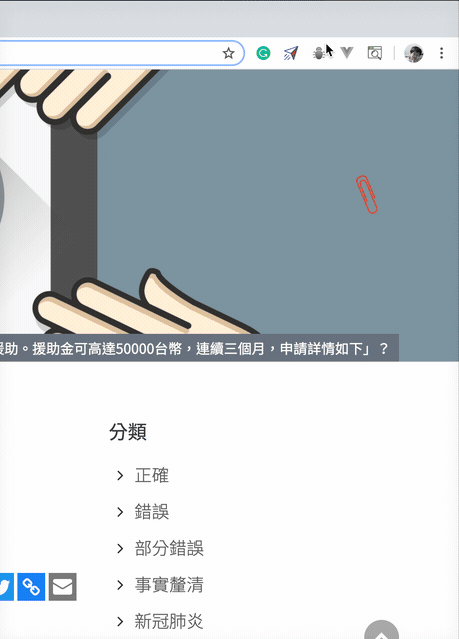 援助。援助金可高達50000台幣，連續三個月，申請詳情如下」？
分類
正確
錯誤
部分錯誤
事實釐清
新冠肺炎